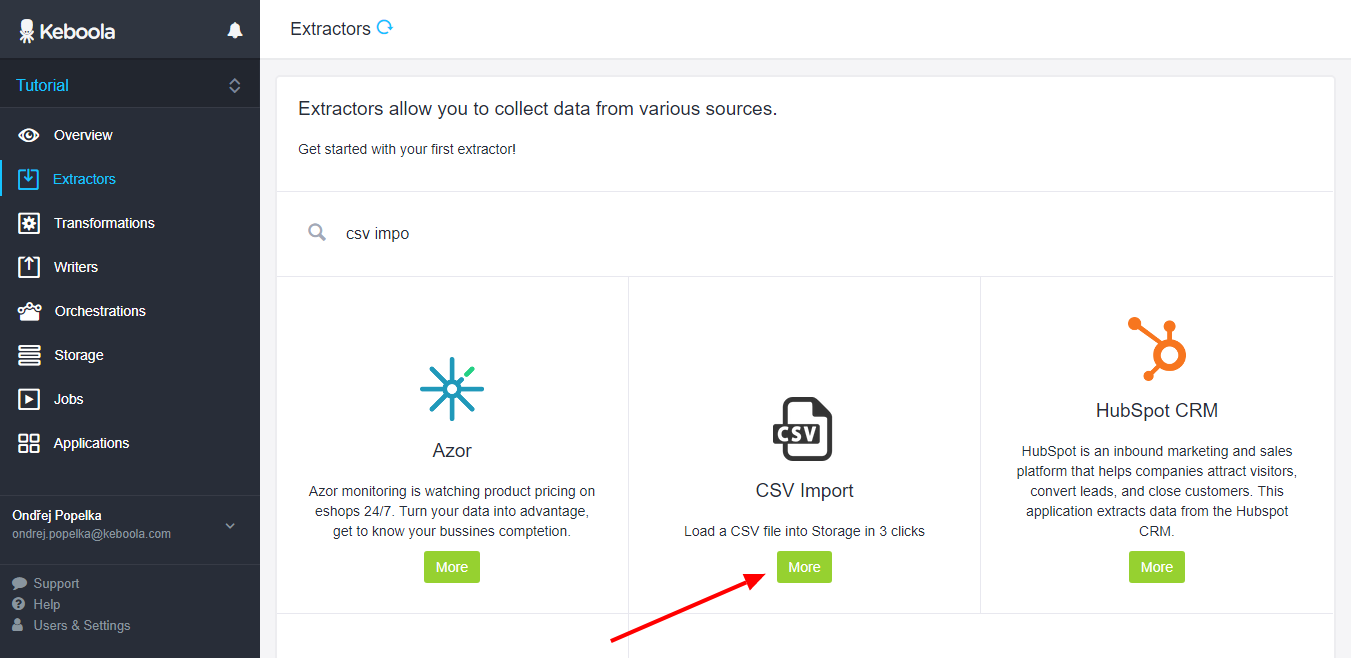 Keboola
Tutorial
Overview
Extractors
Transformations
Writers
Orchestrations
Storage
Jobs
Applications
Ondřej Popelka
ondrej.popelka@keboola.com
Support
Help
Users & Settings
Extractors
Extractors allow you to collect data from various sources.
Get started with your first extractor!
csv impo
Azor
Azor monitoring is watching product pricing on
eshops 24/7. Turn your data into advantage,
get to know your bussines comptetion.
More
CSV
CSV Import
Load a CSV file into Storage in 3 clicks
More
HubSpot CRM
HubSpot is an inbound marketing and sales
platform that helps companies attract visitors,
convert leads, and close customers. This
application extracts data from the Hubspot
CRM.
More